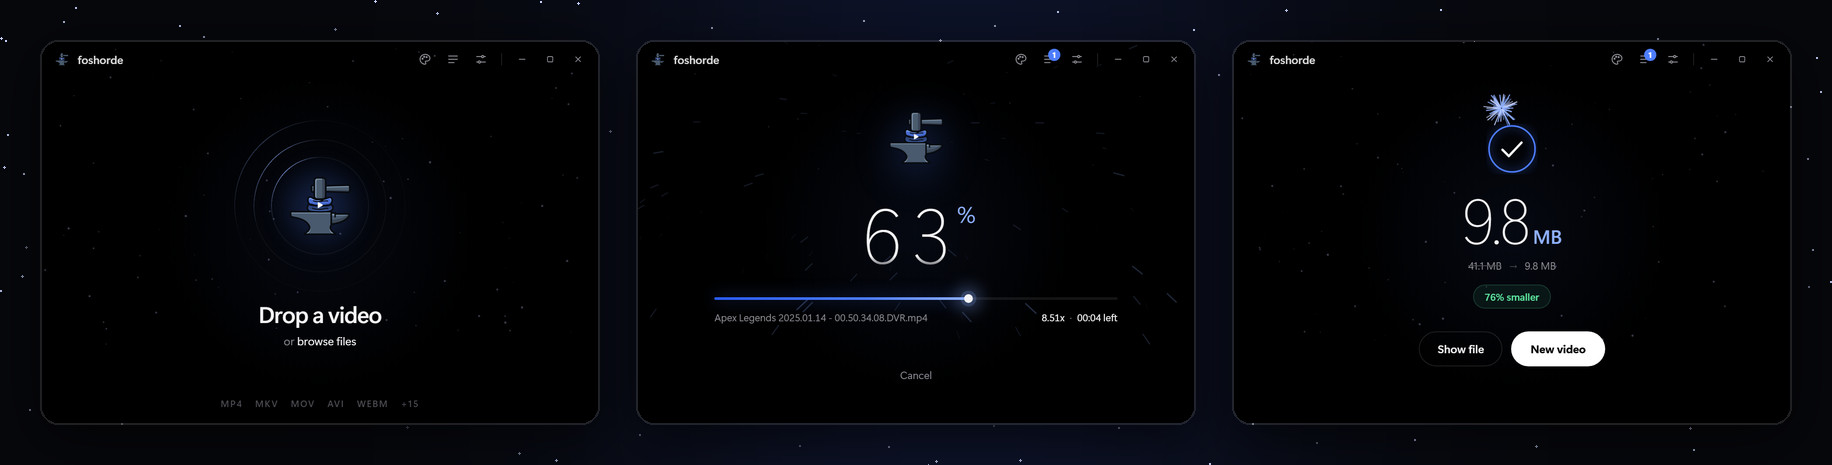 foshorde
Drop a video
or browse files
MP4 MKV MOV AVI WEBM +15
foshorde
1
63%
Apex Legends 2025.01.14 - 00.50.34.08.DVR.mp4
8.51x · 00:04 left
Cancel
foshorde
1
9.8 MB
41.1 MB → 9.8 MB
76% smaller
Show file
New video